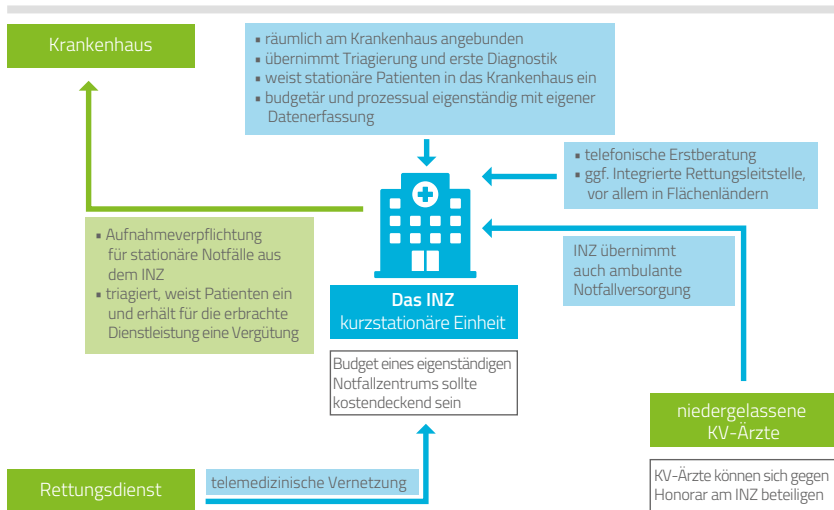 Krankenhaus
▪ räumlich am Krankenhaus angebunden
▪ übernimmt Triagierung und erste Diagnostik
▪ weist stationäre Patienten in das Krankenhaus ein
▪ budgetär und prozessual eigenständig mit eigener
Datenerfassung
▪ telefonische Erstberatung
▪ ggf. Integrierte Rettungsleitstelle,
vor allem in Flächenländern
▪ Aufnahmeverpflichtung
für stationäre Notfälle aus
dem INZ
▪ triagiert, weist Patienten ein
und erhält für die erbrachte
Dienstleistung eine Vergütung
INZ übernimmt
auch ambulante
Notfallversorgung
Das INZ
kurzstationäre Einheit
Budget eines eigenständigen
Notfallzentrums sollte
kostendeckend sein
niedergelassene
KV-Ärzte
KV-Ärzte können sich gegen
Honorar am INZ beteiligen
Rettungsdienst
telemedizinische Vernetzung